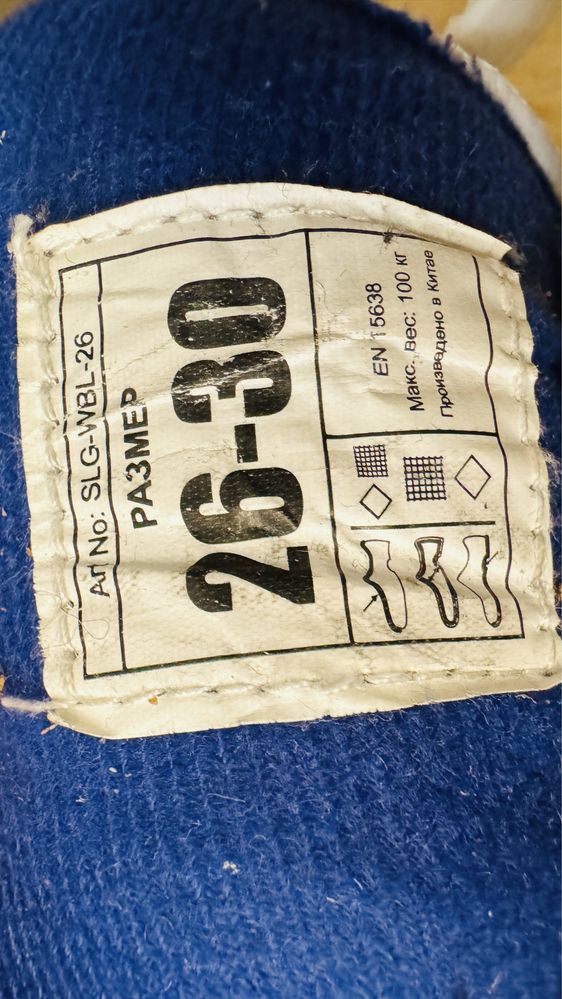 Art No: SLG-WBL-26
РАЗМЕР
26-30
EN 15638
Макс. вес: 100 кг
Произведено в Китае